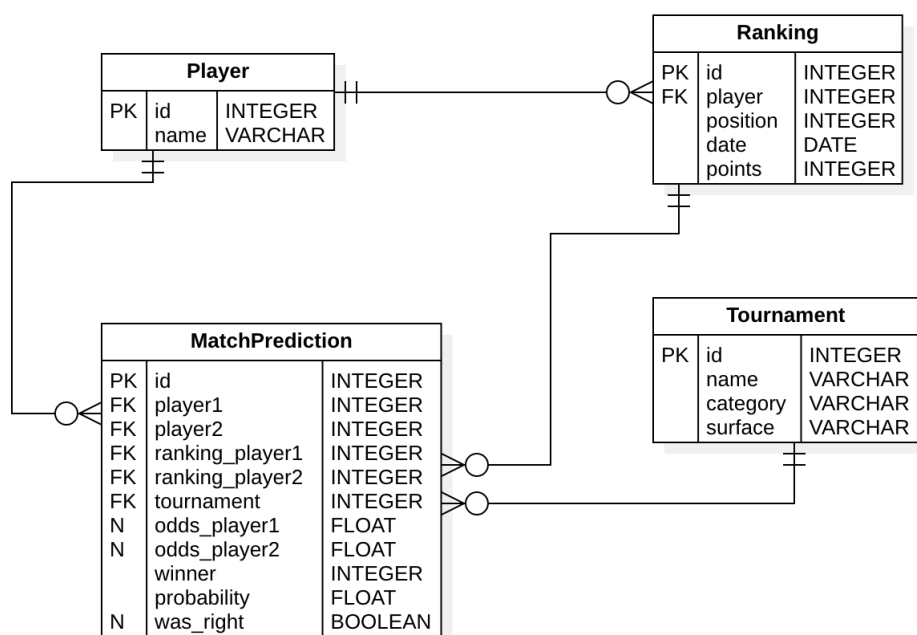 Player
PK id INTEGER
name VARCHAR
Ranking
PK id INTEGER
FK player INTEGER
position INTEGER
date DATE
points INTEGER
MatchPrediction
PK id INTEGER
FK player1 INTEGER
FK player2 INTEGER
FK ranking_player1 INTEGER
FK ranking_player2 INTEGER
FK tournament INTEGER
N odds_player1 FLOAT
N odds_player2 FLOAT
winner INTEGER
probability FLOAT
N was_right BOOLEAN
Tournament
PK id INTEGER
name VARCHAR
category VARCHAR
surface VARCHAR